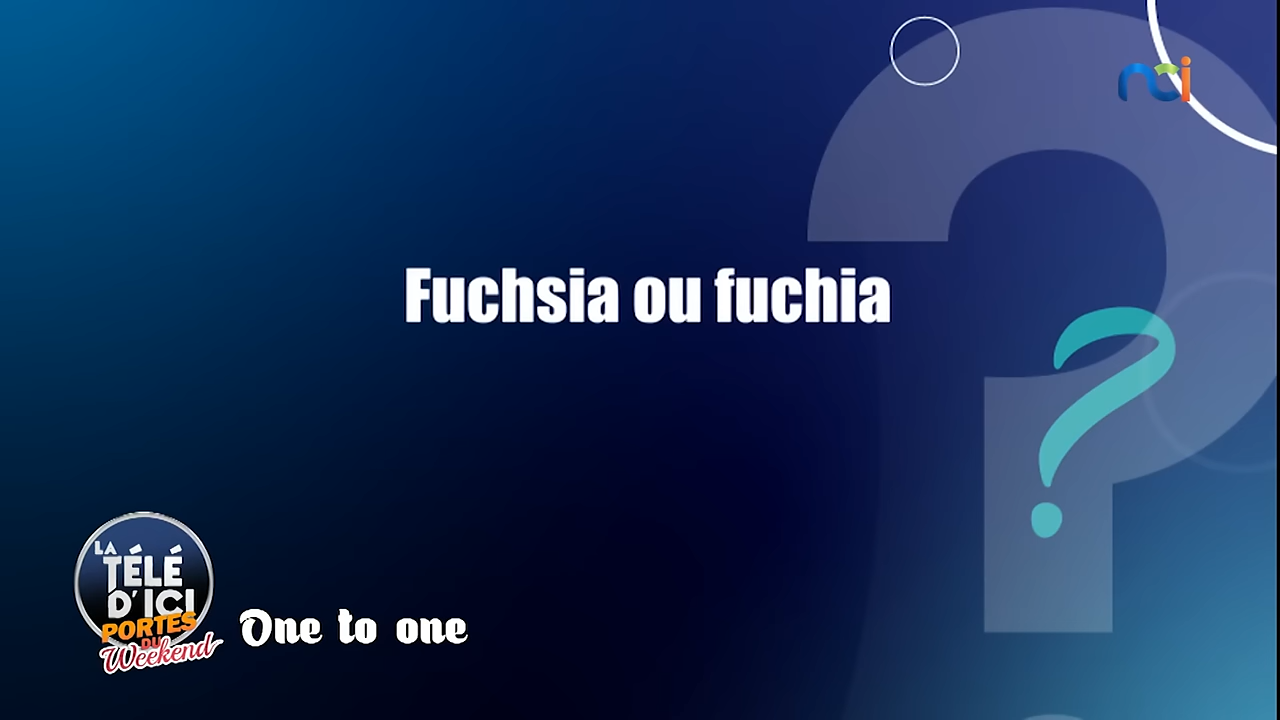 nci
Fuchsia ou fuchia
LA
TÉLÉ
D'ICI
PORTES
DU
Weekend
One to one